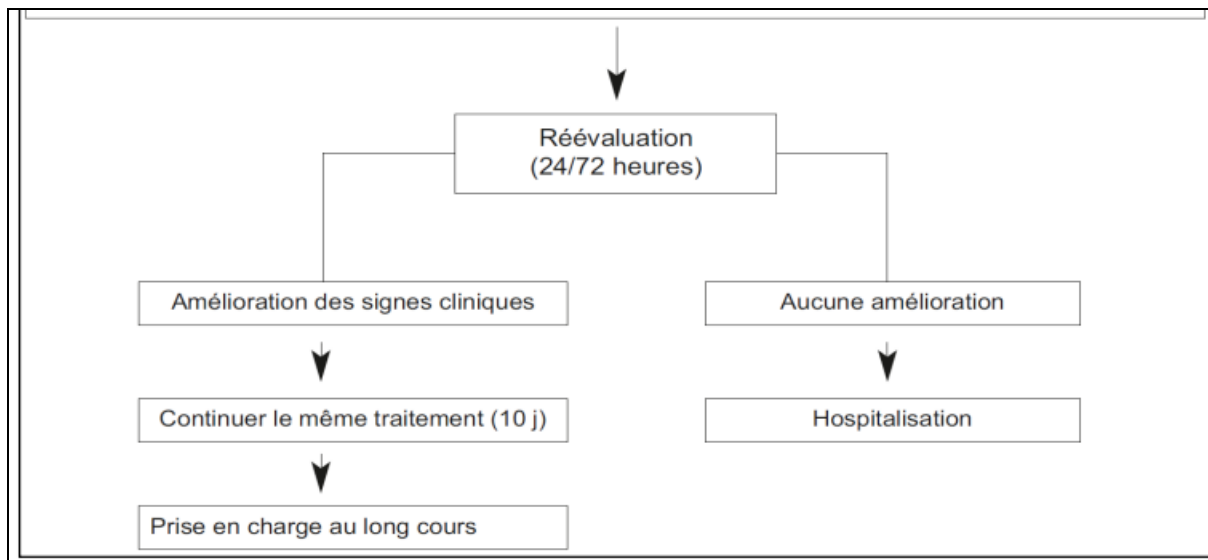 Réévaluation
(24/72 heures)
Amélioration des signes cliniques
Aucune amélioration
Continuer le même traitement (10 j)
Hospitalisation
Prise en charge au long cours